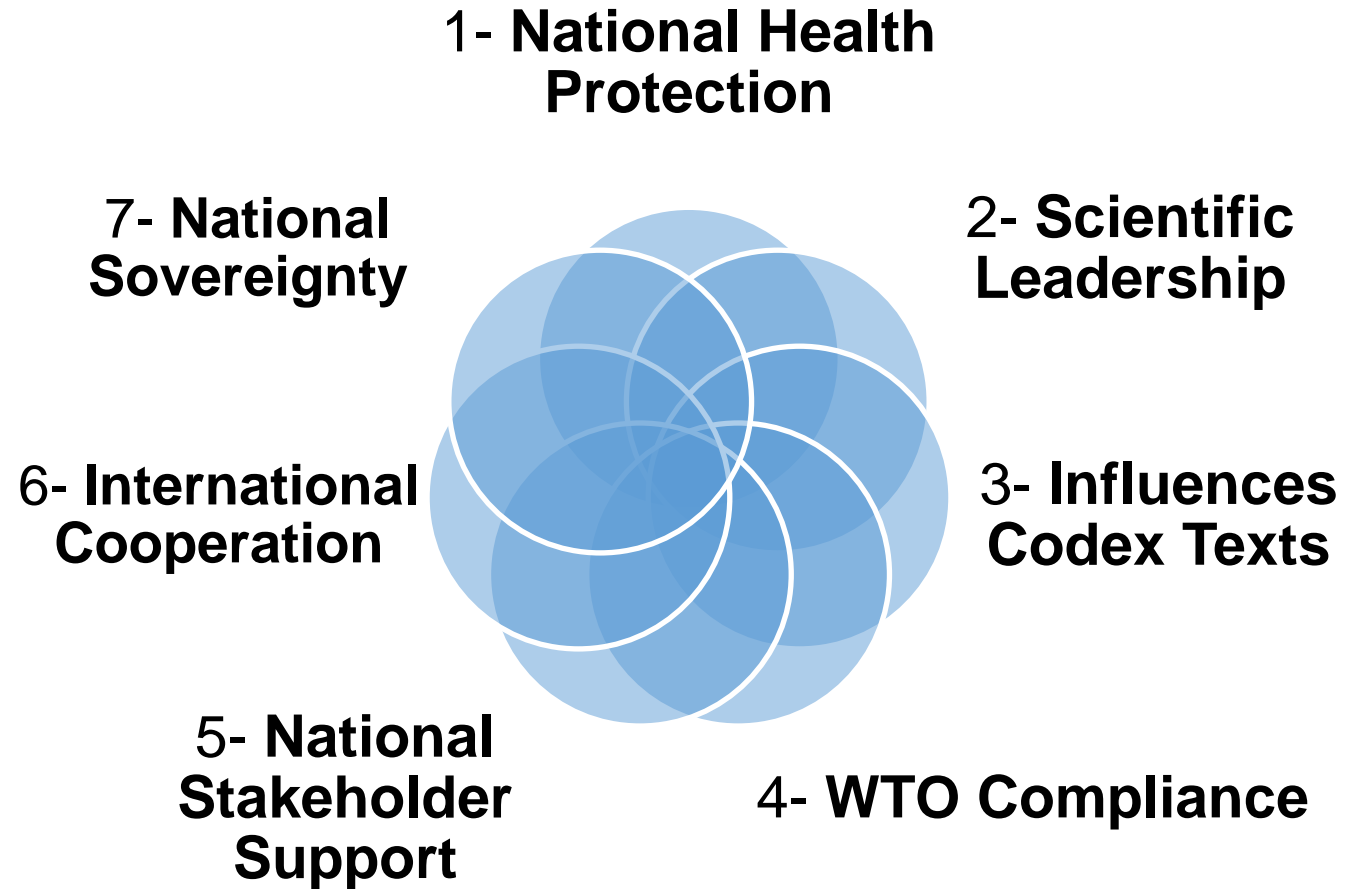 1- National Health
Protection
2- Scientific
Leadership
3- Influences
Codex Texts
4- WTO Compliance
5- National
Stakeholder
Support
6- International
Cooperation
7- National
Sovereignty